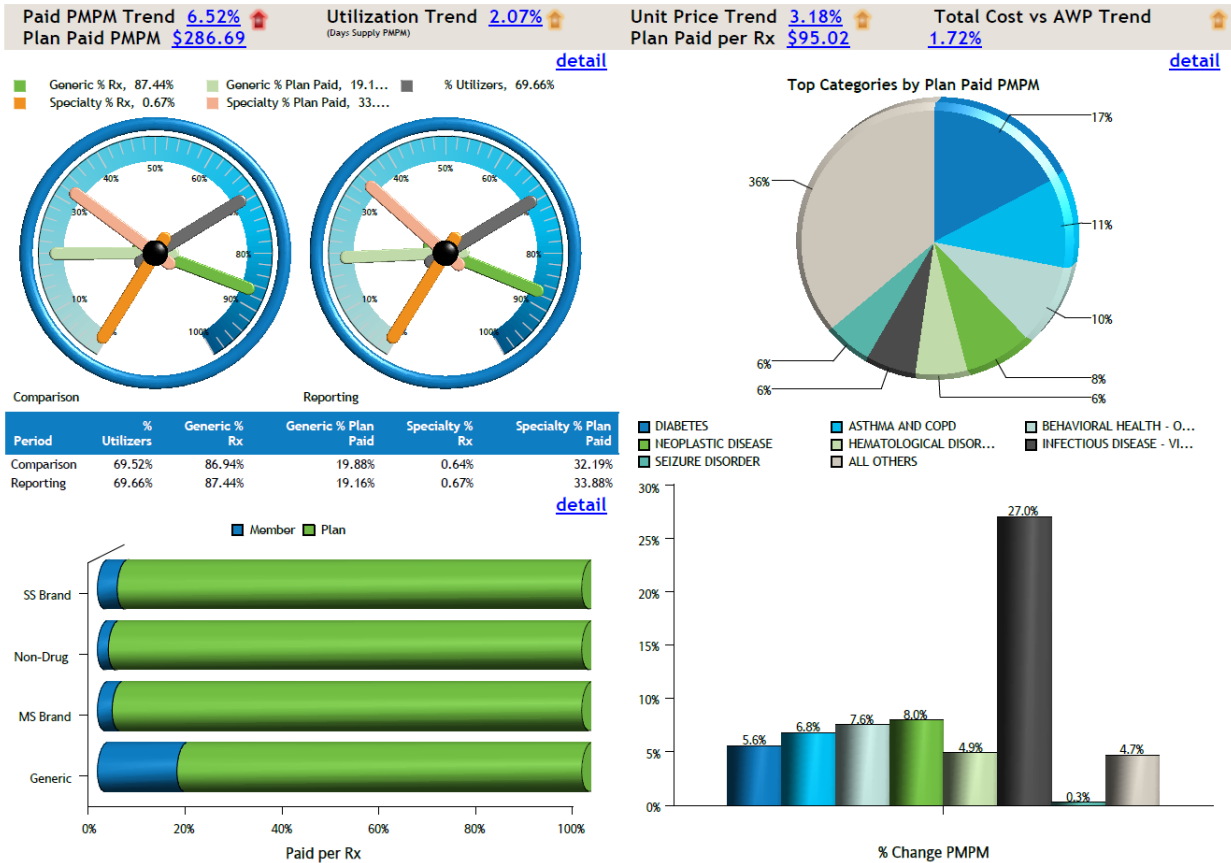 Paid PMPM Trend 6.52%
Plan Paid PMPM $286.69
Utilization Trend 2.07%
(Days Supply PMPM)
Unit Price Trend 3.18%
Plan Paid per Rx $95.02
Total Cost vs AWP Trend
1.72%
detail
Generic % Rx, 87.44%
Generic % Plan Paid, 19.1...
% Utilizers, 69.66%
Specialty % Rx, 0.67%
Specialty % Plan Paid, 33....
10%
30%
40%
50%
60%
80%
90%
100%
Comparison
10%
30%
40%
50%
60%
80%
90%
100%
Reporting
Period % Utilizers Generic % Rx Generic % Plan Paid Specialty % Rx Specialty % Plan Paid
Comparison 69.52% 86.94% 19.88% 0.64% 32.19%
Reporting 69.66% 87.44% 19.16% 0.67% 33.88%
detail
Member Plan
SS Brand
Non-Drug
MS Brand
Generic
0% 20% 40% 60% 80% 100%
Paid per Rx
detail
Top Categories by Plan Paid PMPM
17%
11%
10%
8%
6%
6%
6%
36%
DIABETES ASTHMA AND COPD BEHAVIORAL HEALTH - O...
NEOPLASTIC DISEASE HEMATOLOGICAL DISOR... INFECTIOUS DISEASE - VI...
SEIZURE DISORDER ALL OTHERS
30%
25%
20%
15%
10%
5%
0%
5.6%
6.8%
7.6%
8.0%
4.9%
27.0%
0.3%
4.7%
% Change PMPM